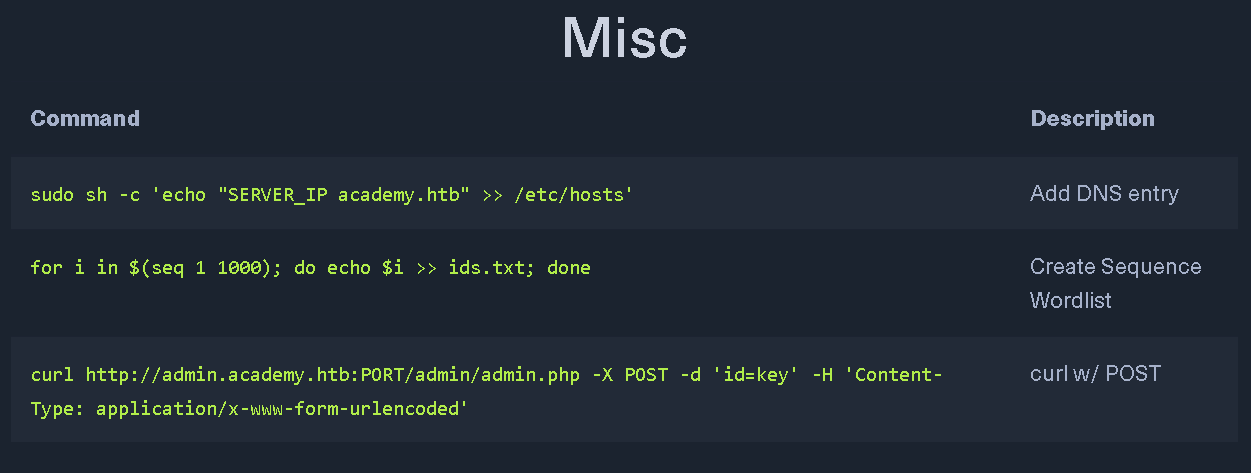 Misc
Command Description
sudo sh -c 'echo "SERVER_IP academy.htb" >> /etc/hosts' Add DNS entry
for i in $(seq 1 1000); do echo $i >> ids.txt; done Create Sequence
Wordlist
curl http://admin.academy.htb:PORT/admin/admin.php -X POST -d 'id=key' -H 'Content- curl w/ POST
Type: application/x-www-form-urlencoded'